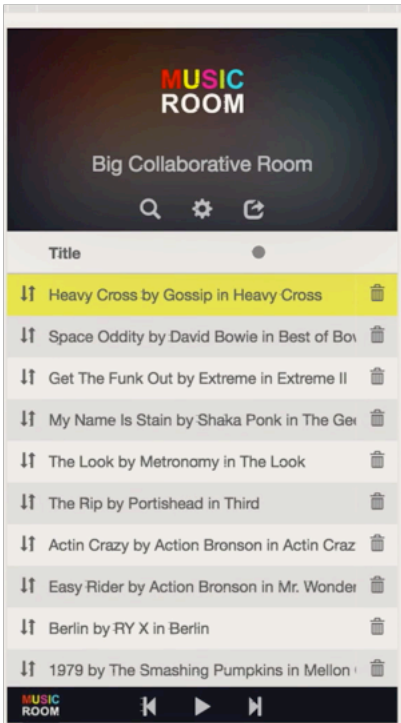 MUSIC
ROOM
Big Collaborative Room
Title
Heavy Cross by Gossip in Heavy Cross
Space Oddity by David Bowie in Best of Bow
Get The Funk Out by Extreme in Extreme II
My Name Is Stain by Shaka Ponk in The Gee
The Look by Metronomy in The Look
The Rip by Portishead in Third
Actin Crazy by Action Bronson in Actin Craz
Easy Rider by Action Bronson in Mr. Wonder
Berlin by RY X in Berlin
1979 by The Smashing Pumpkins in Mellon
MUSIC
ROOM